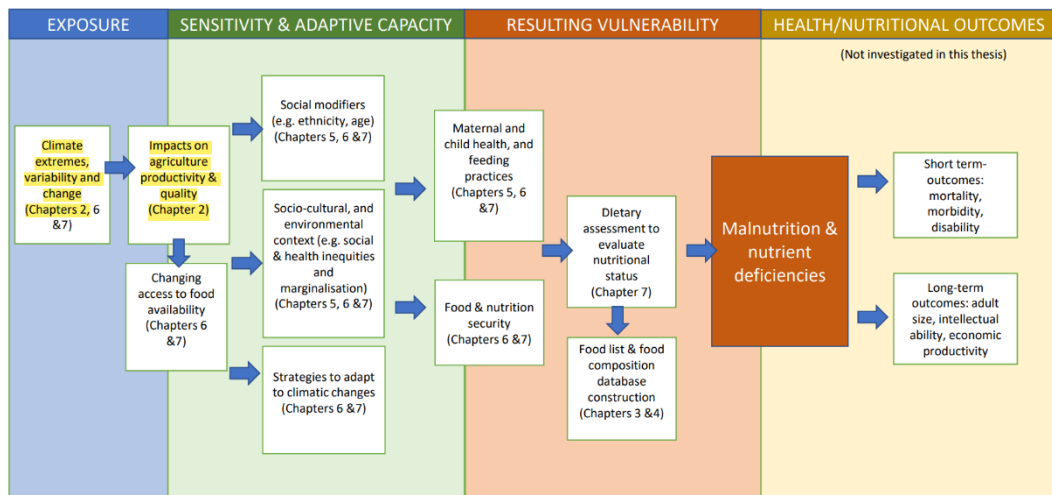 EXPOSURE
SENSITIVITY & ADAPTIVE CAPACITY
RESULTING VULNERABILITY
HEALTH/NUTRITIONAL OUTCOMES
(Not investigated in this thesis)
Climate
extremes,
variability and
change
(Chapters 2, 6
&7)
Impacts on
agriculture
productivity &
quality
(Chapter 2)
Changing
access to food
availability
(Chapters 6
&7)
Social modifiers
(e.g. ethnicity, age)
(Chapters 5, 6 &7)
Socio-cultural, and
environmental
context (e.g. social
& health inequities
and
marginalisation)
(Chapters 5, 6 &7)
Strategies to adapt
to climatic changes
(Chapters 6 &7)
Maternal and
child health, and
feeding
practices
(Chapters 5, 6
&7)
Food & nutrition
security
(Chapters 6 &7)
DIetary
assessment to
evaluate
nutritional status
(Chapter 7)
Food list & food
composition
database
construction
(Chapters 3 &4)
Malnutrition &
nutrient
deficiencies
Short term-
outcomes:
mortality,
morbidity,
disability
Long-term
outcomes: adult
size, intellectual
ability, economic
productivity